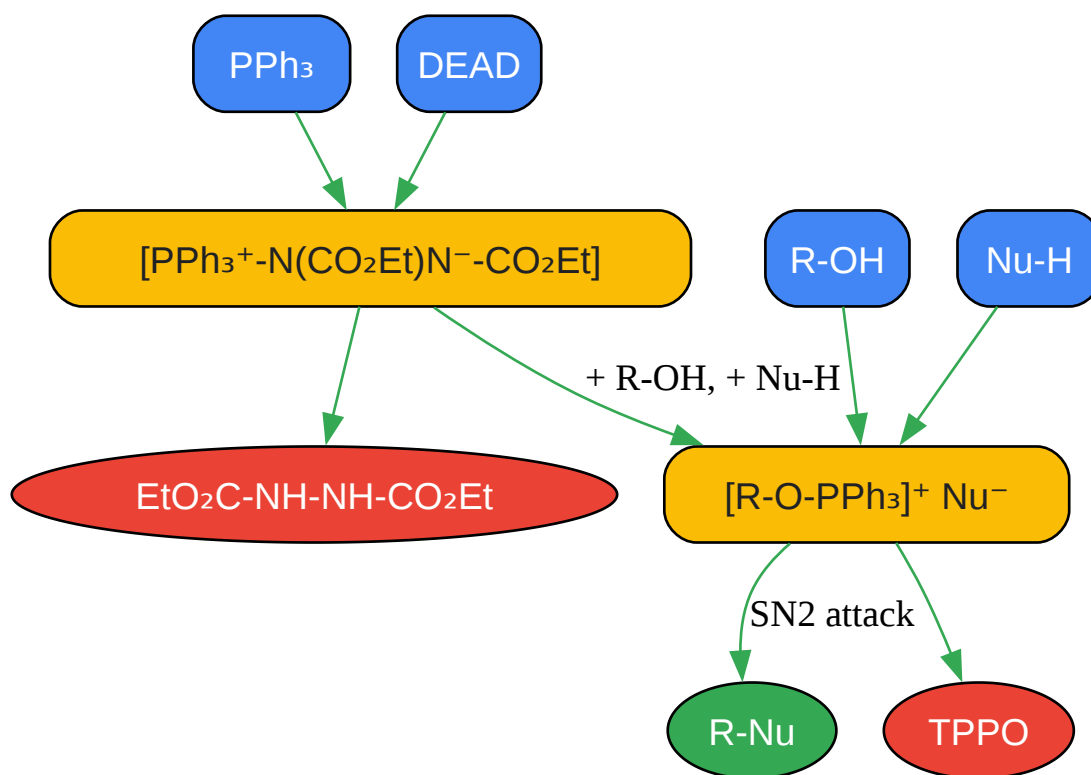 PPh₃
DEAD
[PPh₃⁺-N(CO₂Et)N⁻-CO₂Et]
R-OH
Nu-H
+ R-OH, + Nu-H
EtO₂C-NH-NH-CO₂Et
[R-O-PPh₃]⁺ Nu⁻
SN2 attack
R-Nu
TPPO